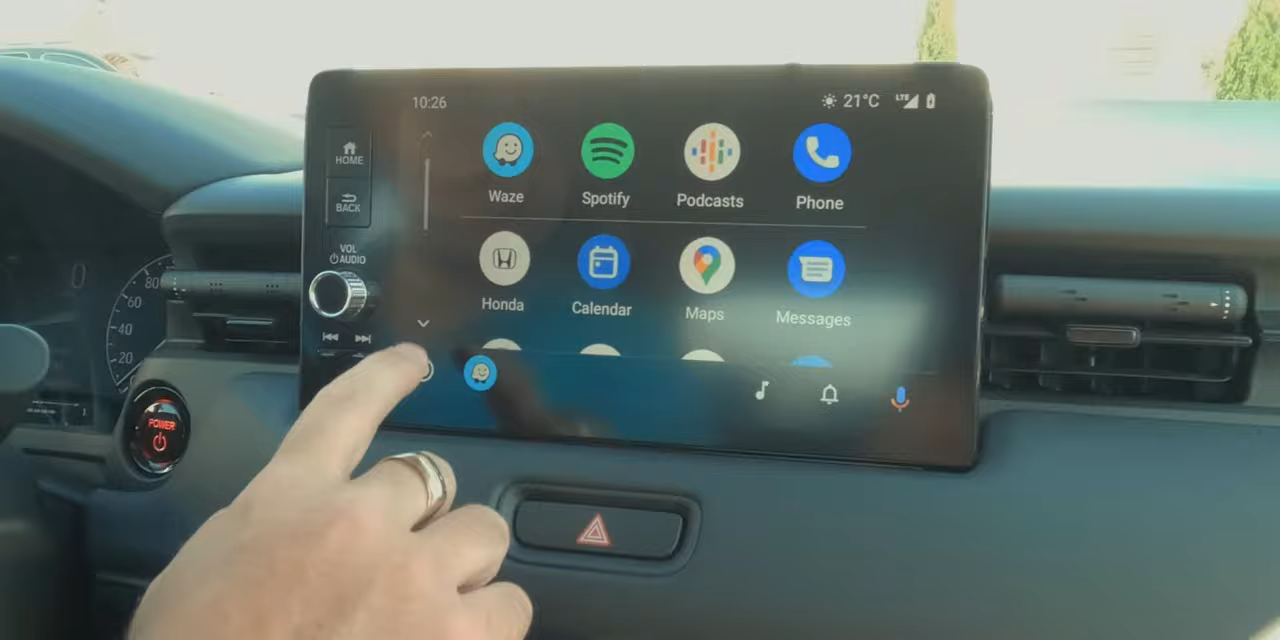 10:26
21°C
LTE
HOME
BACK
VOL
AUDIO
Waze
Spotify
Podcasts
Phone
Honda
Calendar
Maps
Messages
0
80
60
40
20
POWER